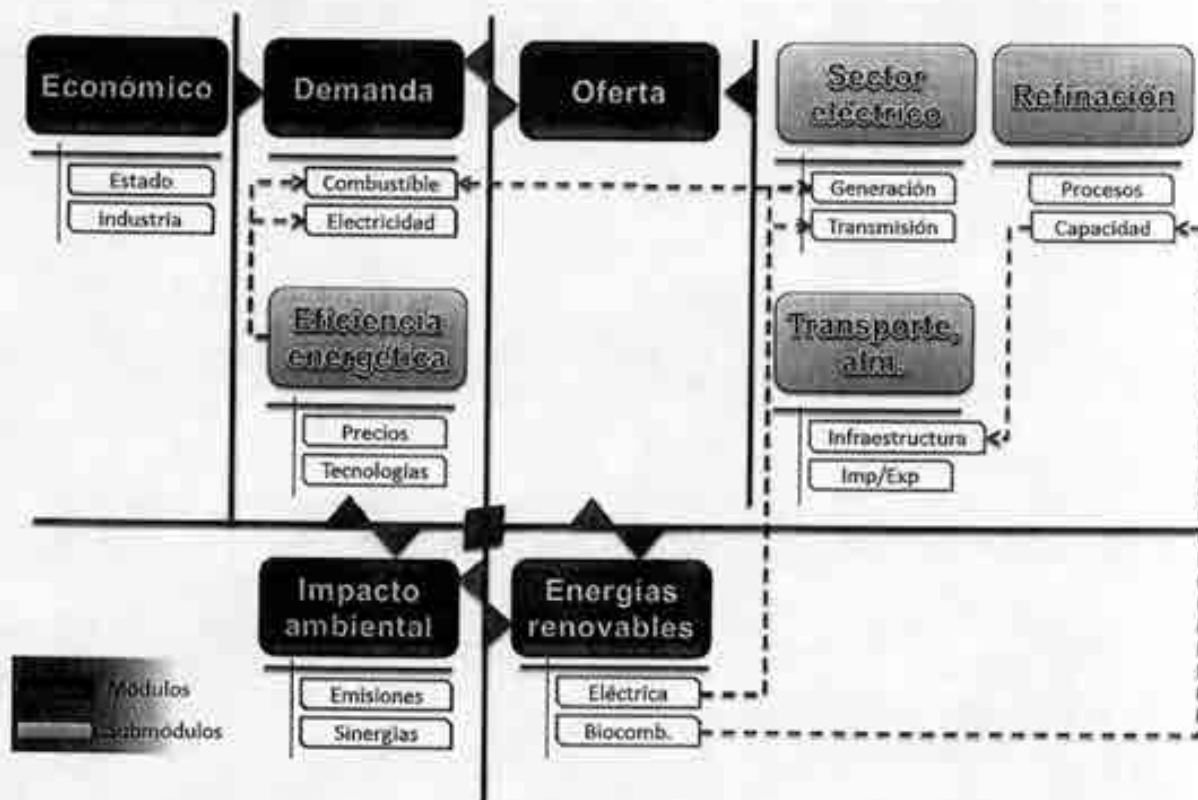 Económico
Demanda
Oferta
Sector
eléctrico
Refinación
Estado
Industria
Combustible
Electricidad
Generación
Transmisión
Procesos
Capacidad
Eficiencia
energética
Transporte,
alm.
Precios
Tecnologías
Infraestructura
Imp/Exp
Impacto
ambiental
Energías
renovables
Emisiones
Sinergias
Eléctrica
Biocomb.
Módulos
Submódulos